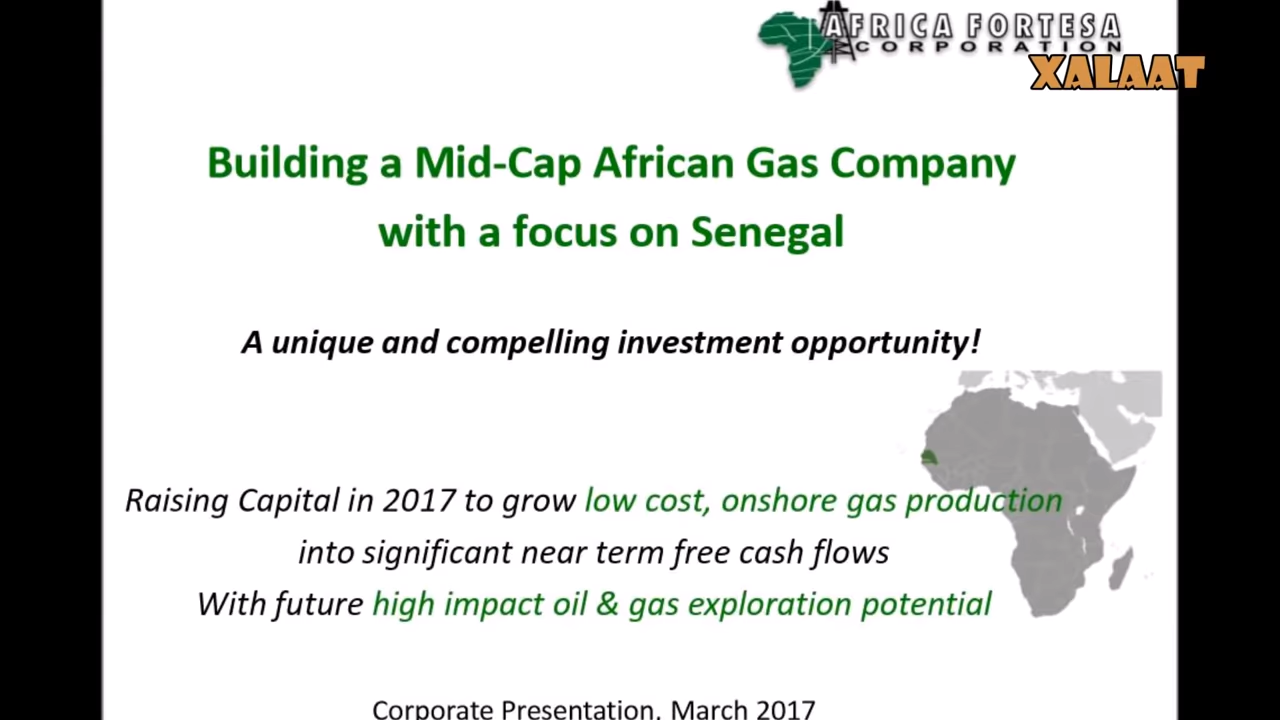 AFRICA FORTESA
CORPORATION
XALAAT
Building a Mid-Cap African Gas Company
with a focus on Senegal
A unique and compelling investment opportunity!
Raising Capital in 2017 to grow low cost, onshore gas production
into significant near term free cash flows
With future high impact oil & gas exploration potential
Corporate Presentation, March 2017